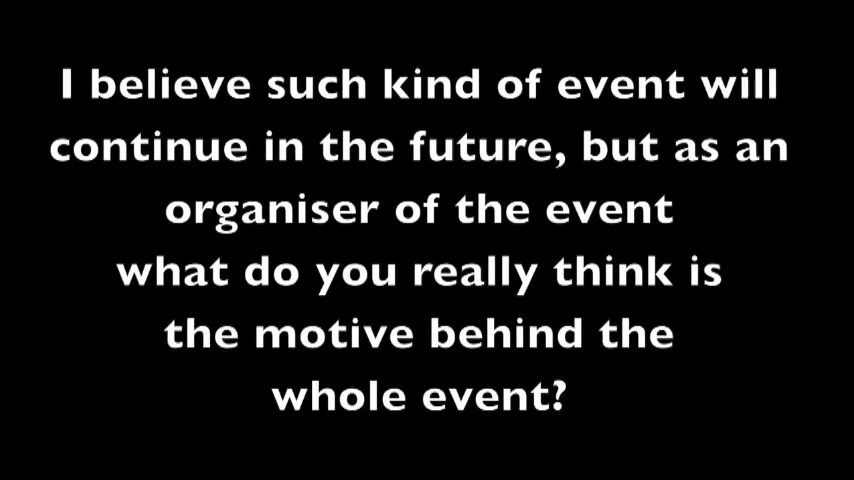 I believe such kind of event will
continue in the future, but as an
organiser of the event
what do you really think is
the motive behind the
whole event?